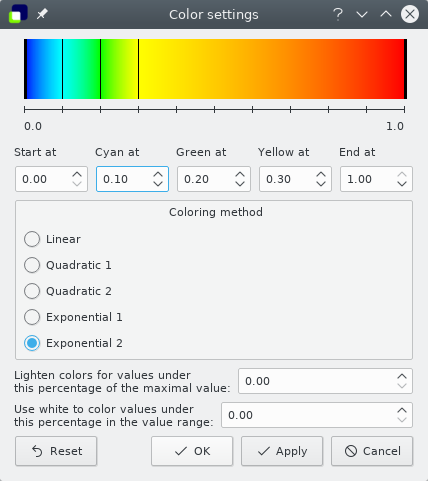 Color settings
0.0 1.0
Start at Cyan at Green at Yellow at End at
0.00 0.10 0.20 0.30 1.00
Coloring method
Linear
Quadratic 1
Quadratic 2
Exponential 1
Exponential 2
Lighten colors for values under
this percentage of the maximal value: 0.00
Use white to color values under
this percentage in the value range: 0.00
Reset OK Apply Cancel